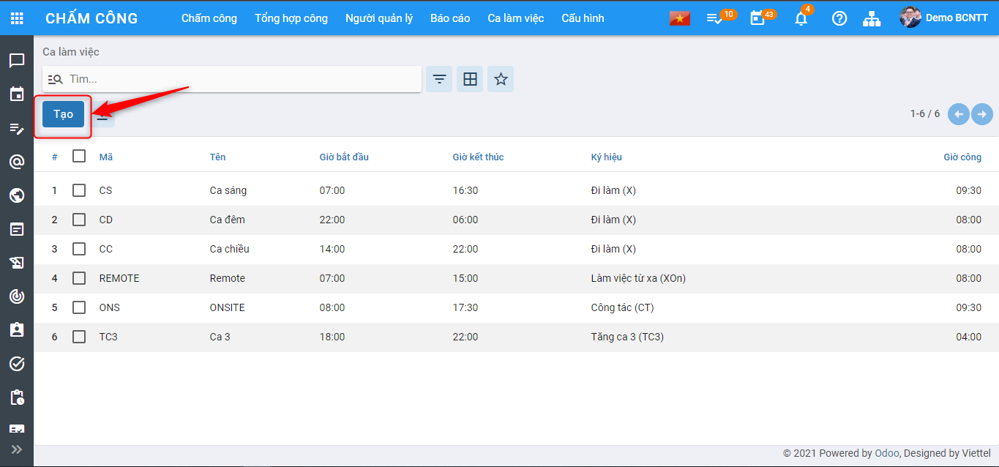 CHẤM CÔNG Chấm công Tổng hợp công Người quản lý Báo cáo Ca làm việc Cấu hình 10 43 4 Demo BCNTT
Ca làm việc
Tìm...
Tạo 1-6 / 6
# Mã Tên Giờ bắt đầu Giờ kết thúc Ký hiệu Giờ công
1 CS Ca sáng 07:00 16:30 Đi làm (X) 09:30
2 CD Ca đêm 22:00 06:00 Đi làm (X) 08:00
3 CC Ca chiều 14:00 22:00 Đi làm (X) 08:00
4 REMOTE Remote 07:00 15:00 Làm việc từ xa (XOn) 08:00
5 ONS ONSITE 08:00 17:30 Công tác (CT) 09:30
6 TC3 Ca 3 18:00 22:00 Tăng ca 3 (TC3) 04:00
© 2021 Powered by Odoo, Designed by Viettel